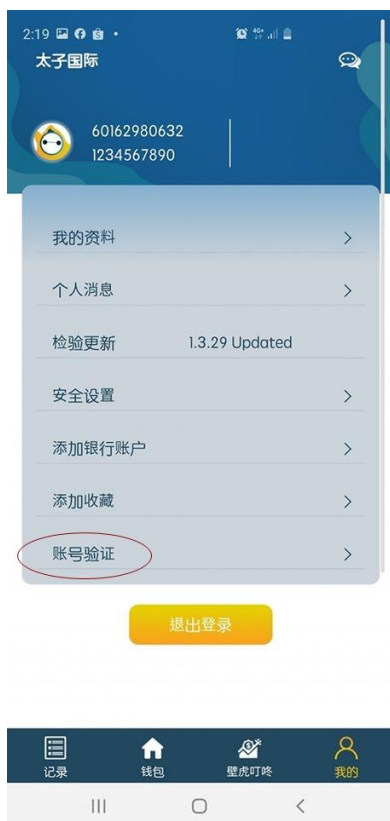 2:19
太子国际
60162980632
1234567890
我的资料
个人消息
检验更新 1.3.29 Updated
安全设置
添加银行账户
添加收藏
账号验证
退出登录
记录 钱包 壁虎叮咚 我的